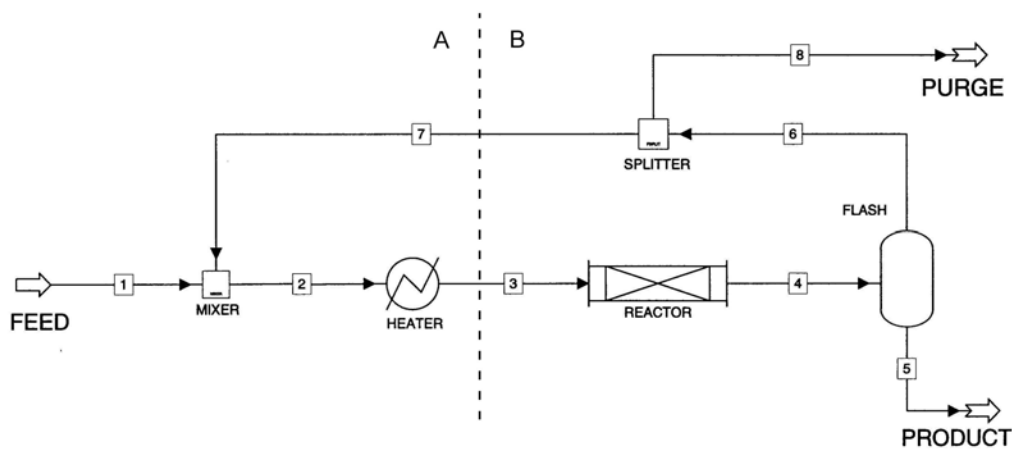 A
B
8
PURGE
7
6
SPLITTER
FLASH
1
2
3
4
FEED
MIXER
HEATER
REACTOR
5
PRODUCT